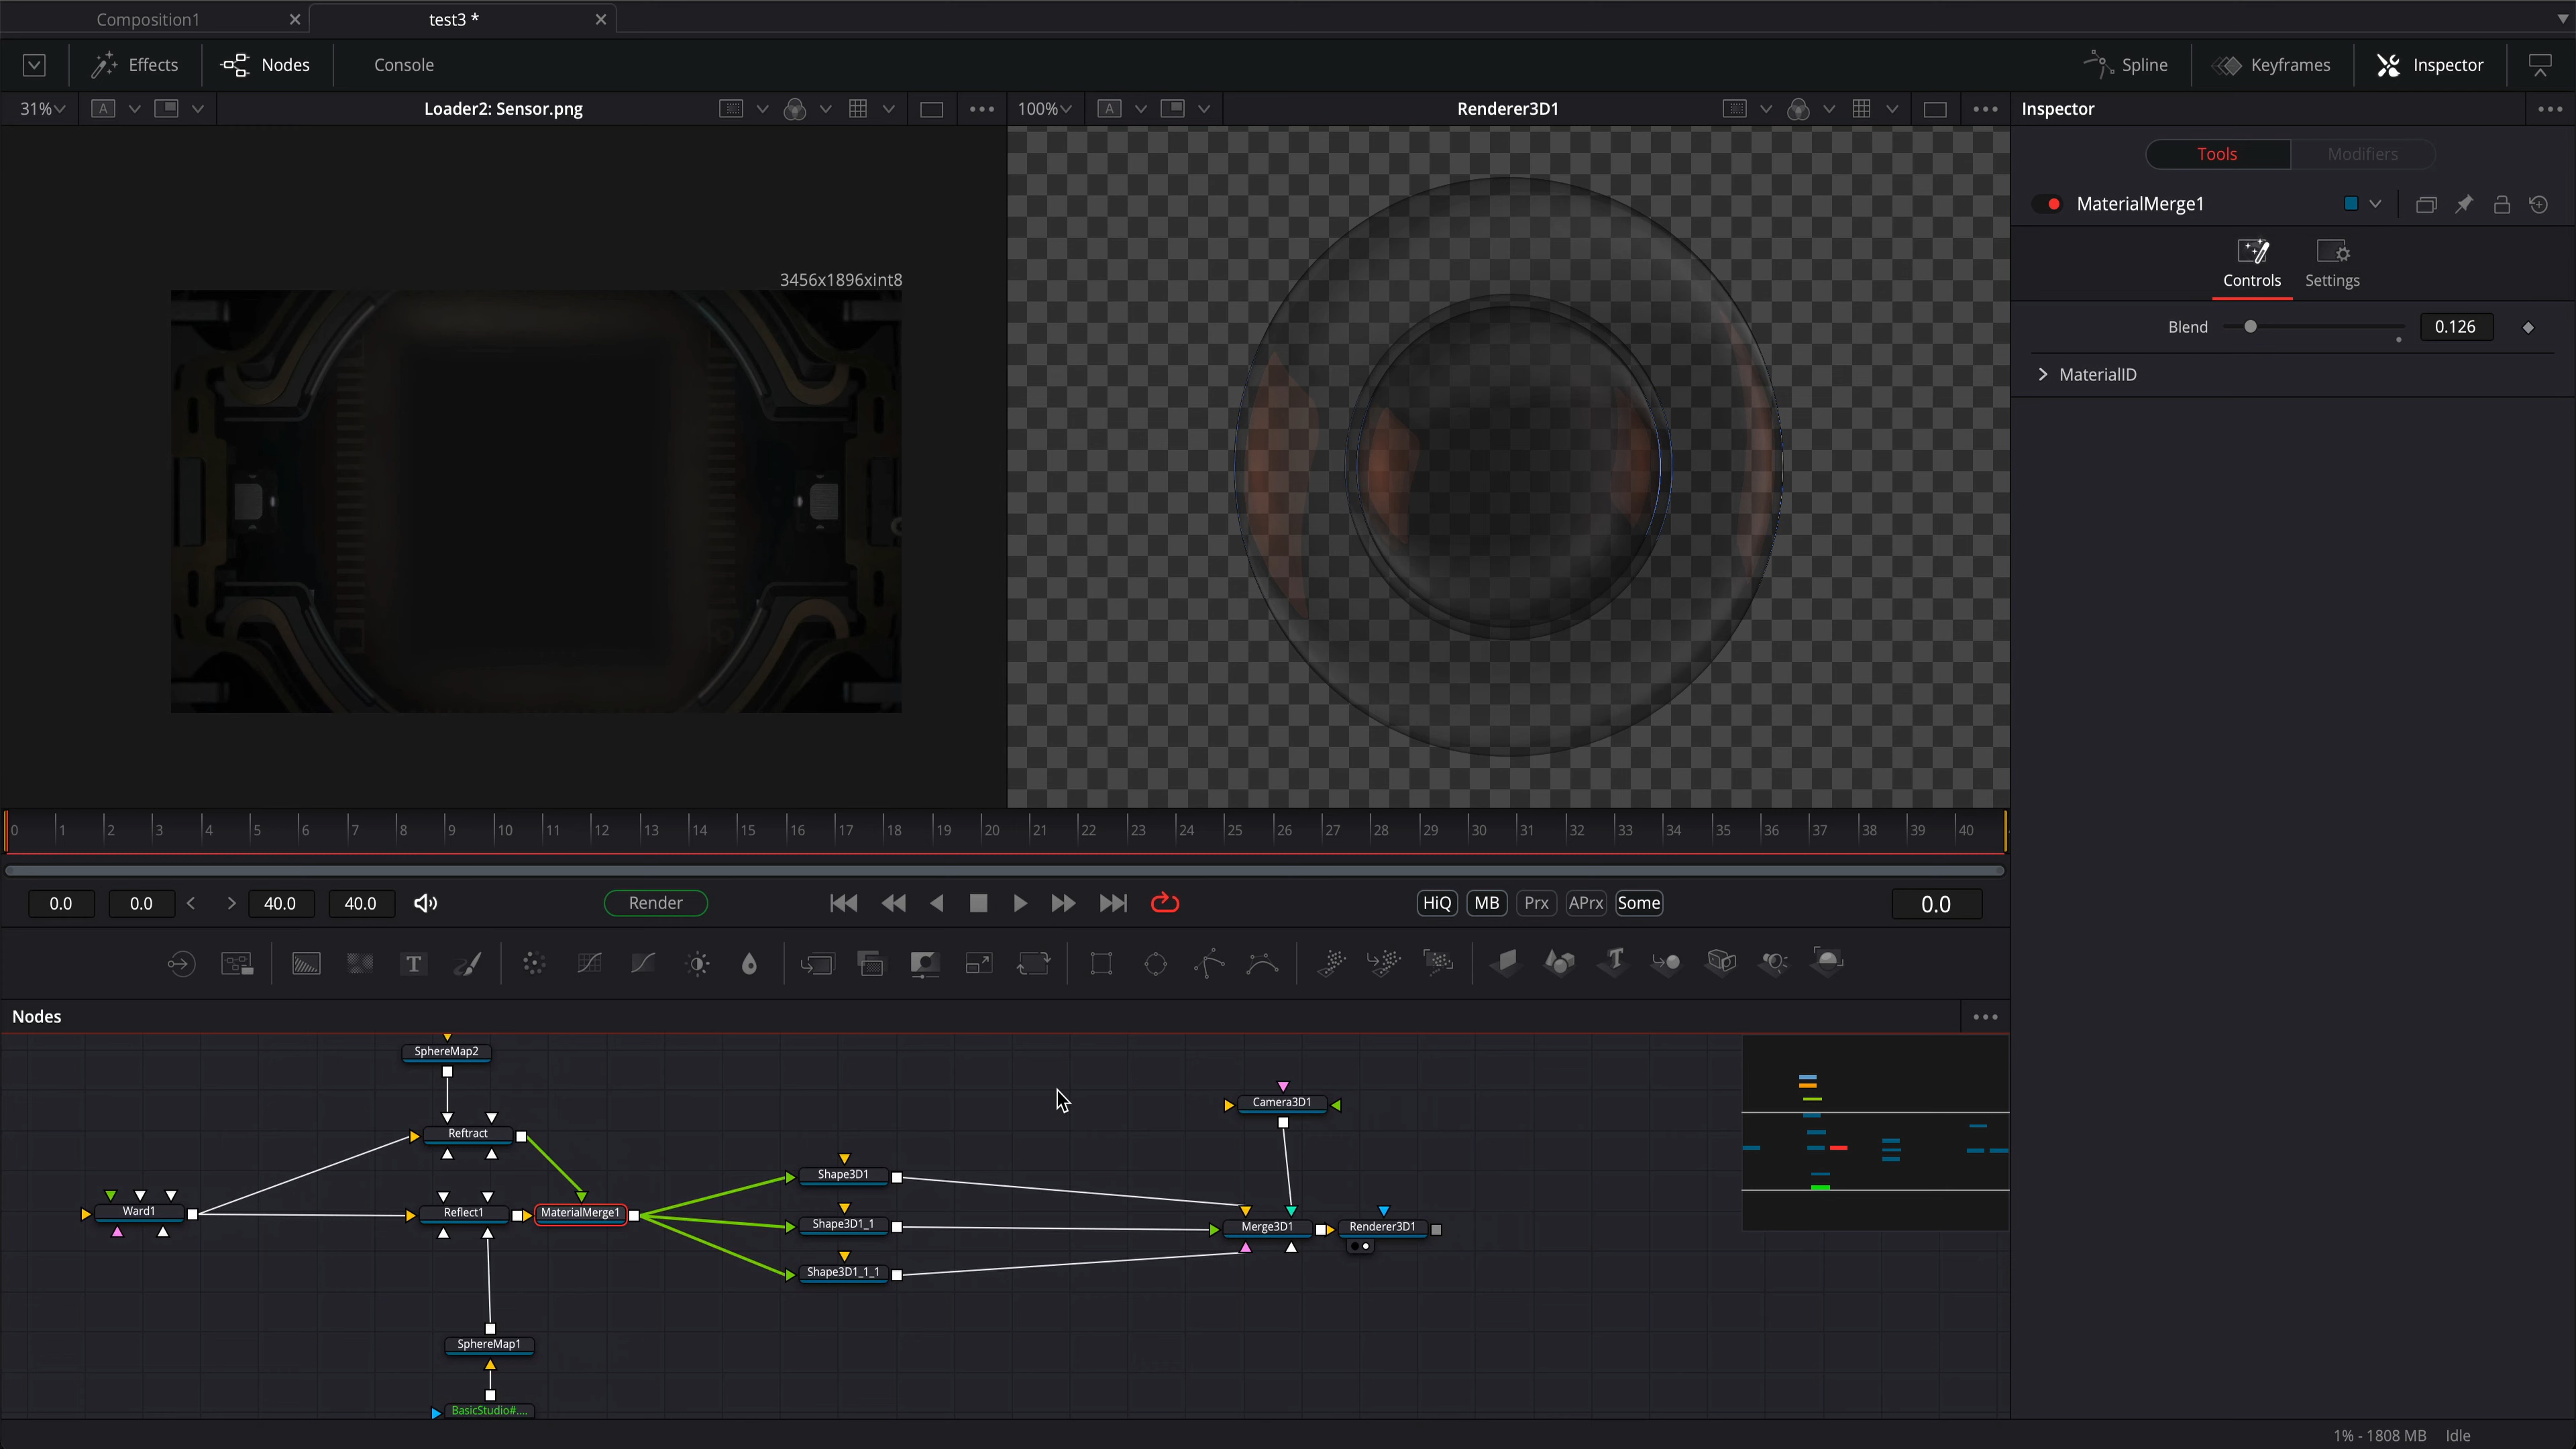 Composition1
test3 *
Effects
Nodes
Console
Spline
Keyframes
Inspector
31%
A
Loader2: Sensor.png
100%
A
Renderer3D1
Inspector
Tools
Modifiers
MaterialMerge1
Controls
Settings
Blend
0.126
MaterialID
3456x1896xint8
0 1 2 3 4 5 6 7 8 9 10 11 12 13 14 15 16 17 18 19 20 21 22 23 24 25 26 27 28 29 30 31 32 33 34 35 36 37 38 39 40
0.0
0.0
40.0
40.0
Render
HiQ
MB
Prx
APrx
Some
0.0
T
Nodes
SphereMap2
Camera3D1
Reftract
Shape3D1
Ward1
Reflect1
MaterialMerge1
Shape3D1_1
Merge3D1
Renderer3D1
Shape3D1_1_1
SphereMap1
BasicStudio#....
1% - 1808 MB
Idle